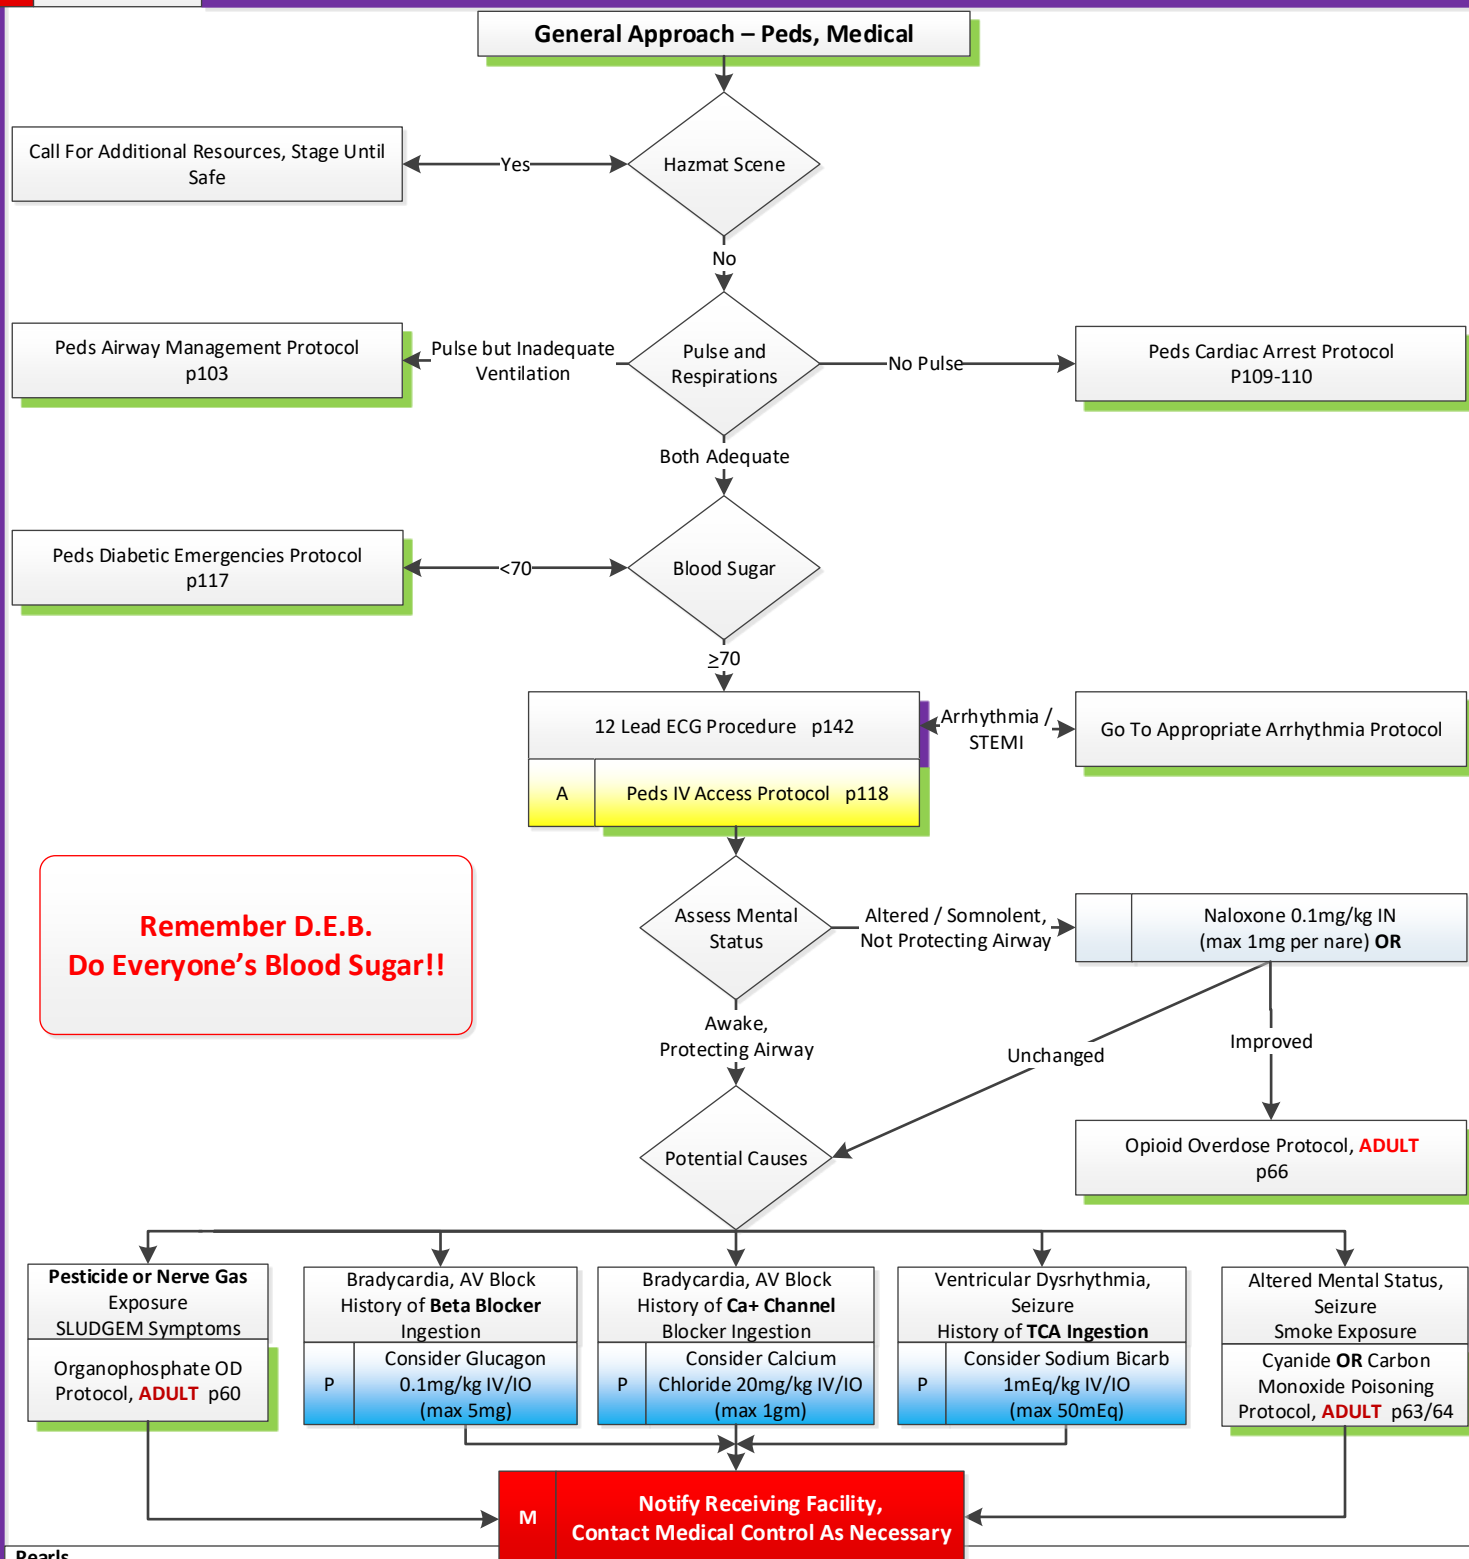 General Approach – Peds, Medical
Call For Additional Resources, Stage Until
Safe
Yes
Hazmat Scene
No
Peds Airway Management Protocol
p103
Pulse but Inadequate
Ventilation
Pulse and
Respirations
No Pulse
Peds Cardiac Arrest Protocol
P109-110
Both Adequate
Peds Diabetic Emergencies Protocol
p117
<70
Blood Sugar
≥70
12 Lead ECG Procedure p142
Arrhythmia /
STEMI
Go To Appropriate Arrhythmia Protocol
A Peds IV Access Protocol p118
Remember D.E.B.
Do Everyone's Blood Sugar!!
Assess Mental
Status
Altered / Somnolent,
Not Protecting Airway
Naloxone 0.1mg/kg IN
(max 1mg per nare) OR
Awake,
Protecting Airway
Unchanged
Improved
Potential Causes
Opioid Overdose Protocol, ADULT
p66
Pesticide or Nerve Gas
Exposure
SLUDGEM Symptoms
Organophosphate OD
Protocol, ADULT p60
Bradycardia, AV Block
History of Beta Blocker
Ingestion
P
Consider Glucagon
0.1mg/kg IV/IO
(max 5mg)
Bradycardia, AV Block
History of Ca+ Channel
Blocker Ingestion
P
Consider Calcium
Chloride 20mg/kg IV/IO
(max 1gm)
Ventricular Dysrhythmia,
Seizure
History of TCA Ingestion
P
Consider Sodium Bicarb
1mEq/kg IV/IO
(max 50mEq)
Altered Mental Status,
Seizure
Smoke Exposure
Cyanide OR Carbon
Monoxide Poisoning
Protocol, ADULT p63/64
M
Notify Receiving Facility,
Contact Medical Control As Necessary
Pearls